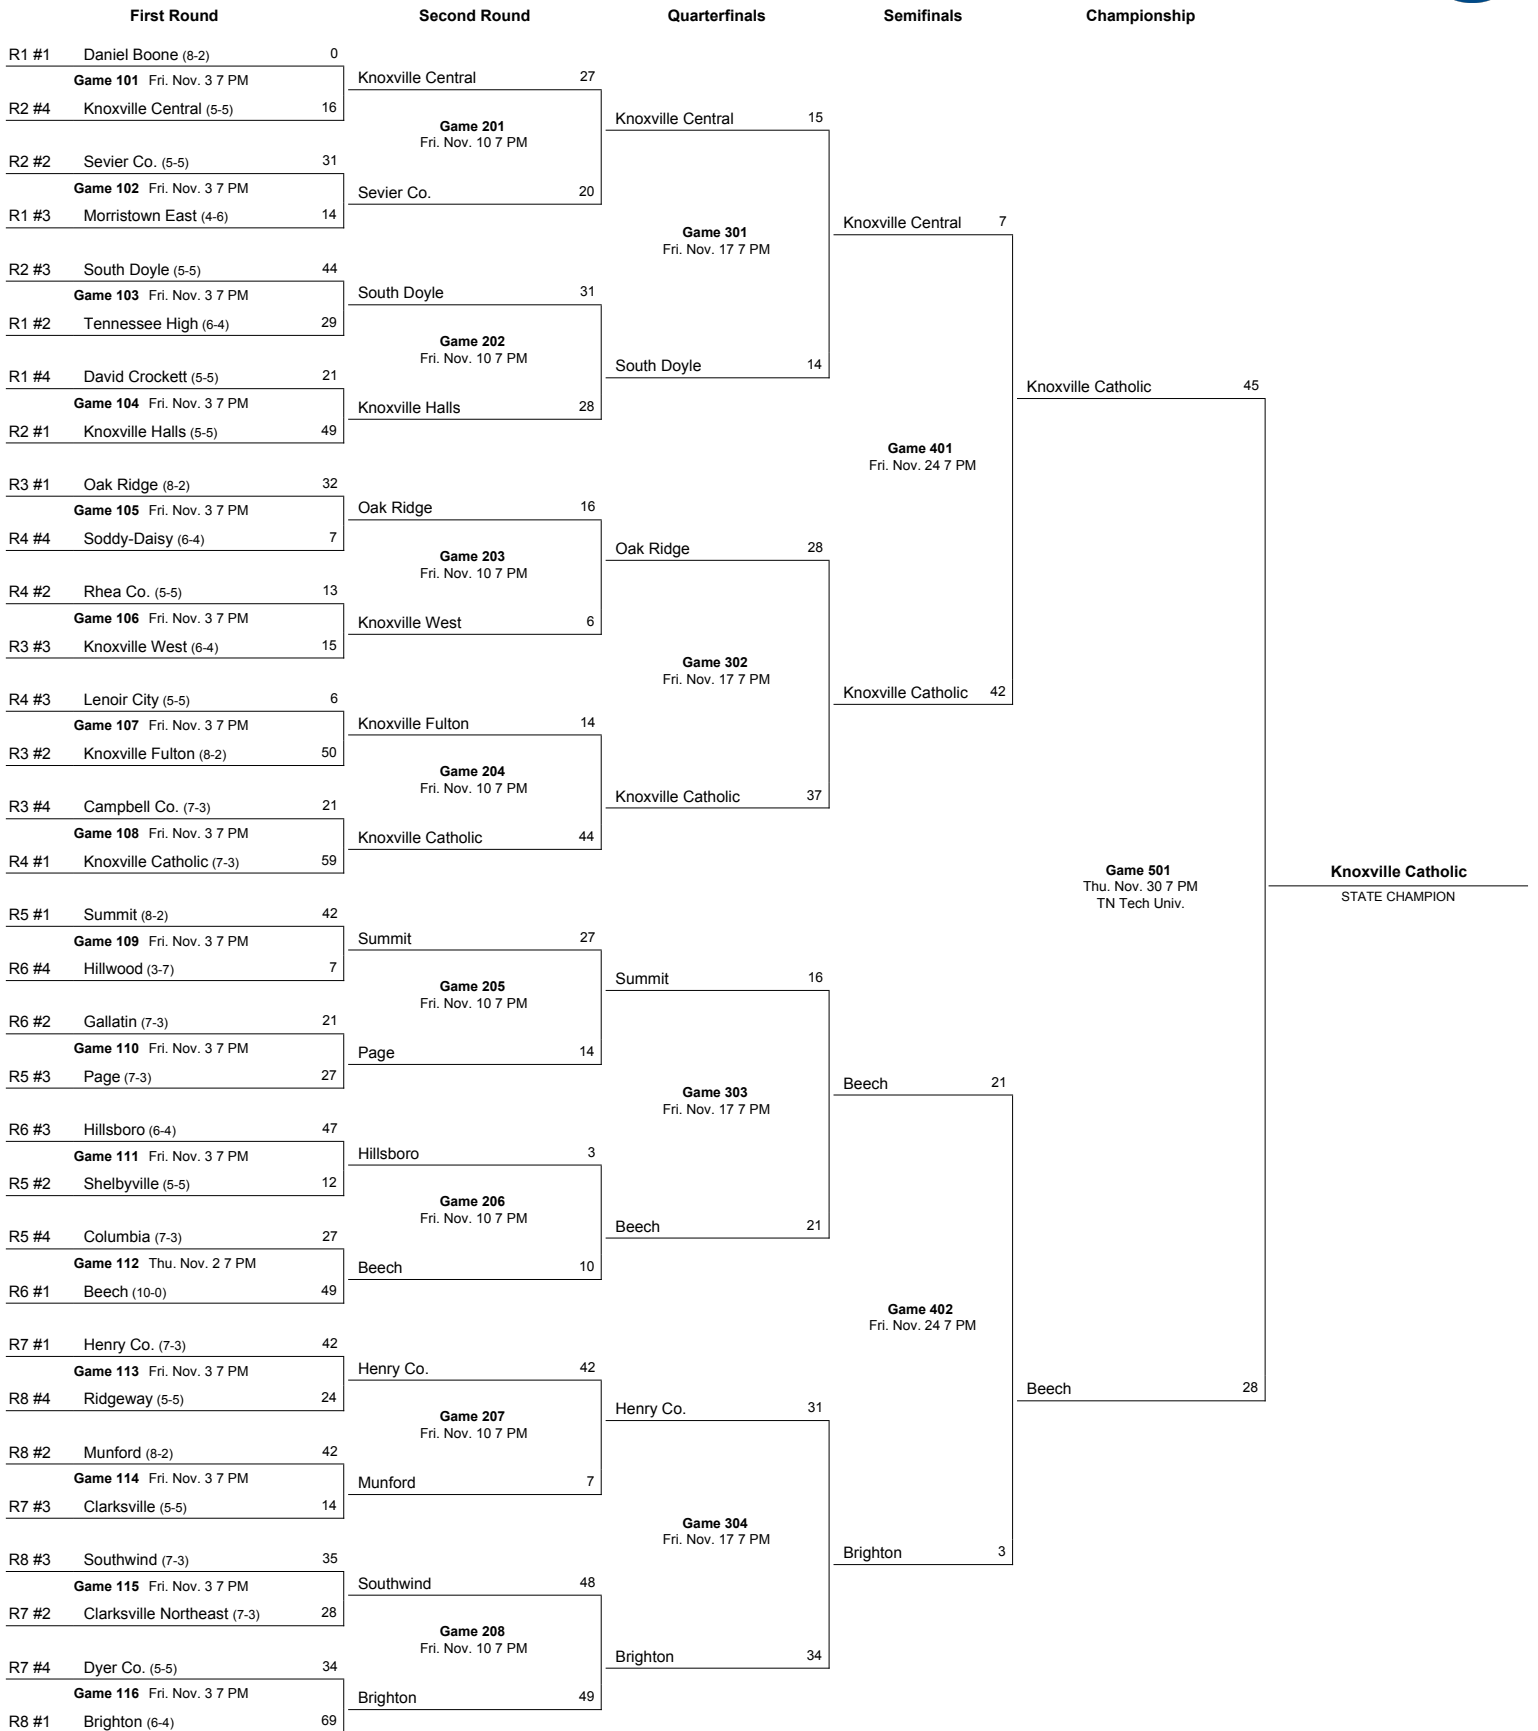 First Round
Second Round
Quarterfinals
Semifinals
Championship
R1 #1 Daniel Boone (8-2) 0
Game 101 Fri. Nov. 3 7 PM
R2 #4 Knoxville Central (5-5) 16
R2 #2 Sevier Co. (5-5) 31
Game 102 Fri. Nov. 3 7 PM
R1 #3 Morristown East (4-6) 14
R2 #3 South Doyle (5-5) 44
Game 103 Fri. Nov. 3 7 PM
R1 #2 Tennessee High (6-4) 29
R1 #4 David Crockett (5-5) 21
Game 104 Fri. Nov. 3 7 PM
R2 #1 Knoxville Halls (5-5) 49
R3 #1 Oak Ridge (8-2) 32
Game 105 Fri. Nov. 3 7 PM
R4 #4 Soddy-Daisy (6-4) 7
R4 #2 Rhea Co. (5-5) 13
Game 106 Fri. Nov. 3 7 PM
R3 #3 Knoxville West (6-4) 15
R4 #3 Lenoir City (5-5) 6
Game 107 Fri. Nov. 3 7 PM
R3 #2 Knoxville Fulton (8-2) 50
R3 #4 Campbell Co. (7-3) 21
Game 108 Fri. Nov. 3 7 PM
R4 #1 Knoxville Catholic (7-3) 59
R5 #1 Summit (8-2) 42
Game 109 Fri. Nov. 3 7 PM
R6 #4 Hillwood (3-7) 7
R6 #2 Gallatin (7-3) 21
Game 110 Fri. Nov. 3 7 PM
R5 #3 Page (7-3) 27
R6 #3 Hillsboro (6-4) 47
Game 111 Fri. Nov. 3 7 PM
R5 #2 Shelbyville (5-5) 12
R5 #4 Columbia (7-3) 27
Game 112 Thu. Nov. 2 7 PM
R6 #1 Beech (10-0) 49
R7 #1 Henry Co. (7-3) 42
Game 113 Fri. Nov. 3 7 PM
R8 #4 Ridgeway (5-5) 24
R8 #2 Munford (8-2) 42
Game 114 Fri. Nov. 3 7 PM
R7 #3 Clarksville (5-5) 14
R8 #3 Southwind (7-3) 35
Game 115 Fri. Nov. 3 7 PM
R7 #2 Clarksville Northeast (7-3) 28
R7 #4 Dyer Co. (5-5) 34
Game 116 Fri. Nov. 3 7 PM
R8 #1 Brighton (6-4) 69
Knoxville Central 27
Game 201
Fri. Nov. 10 7 PM
Sevier Co. 20
South Doyle 31
Game 202
Fri. Nov. 10 7 PM
Knoxville Halls 28
Oak Ridge 16
Game 203
Fri. Nov. 10 7 PM
Knoxville West 6
Knoxville Fulton 14
Game 204
Fri. Nov. 10 7 PM
Knoxville Catholic 44
Summit 27
Game 205
Fri. Nov. 10 7 PM
Page 14
Hillsboro 3
Game 206
Fri. Nov. 10 7 PM
Beech 10
Henry Co. 42
Game 207
Fri. Nov. 10 7 PM
Munford 7
Southwind 48
Game 208
Fri. Nov. 10 7 PM
Brighton 49
Knoxville Central 15
Game 301
Fri. Nov. 17 7 PM
South Doyle 14
Oak Ridge 28
Game 302
Fri. Nov. 17 7 PM
Knoxville Catholic 37
Summit 16
Game 303
Fri. Nov. 17 7 PM
Beech 21
Henry Co. 31
Game 304
Fri. Nov. 17 7 PM
Brighton 34
Knoxville Central 7
Game 401
Fri. Nov. 24 7 PM
Knoxville Catholic 42
Beech 21
Game 402
Fri. Nov. 24 7 PM
Brighton 3
Knoxville Catholic 45
Game 501
Thu. Nov. 30 7 PM
TN Tech Univ.
Beech 28
Knoxville Catholic
STATE CHAMPION